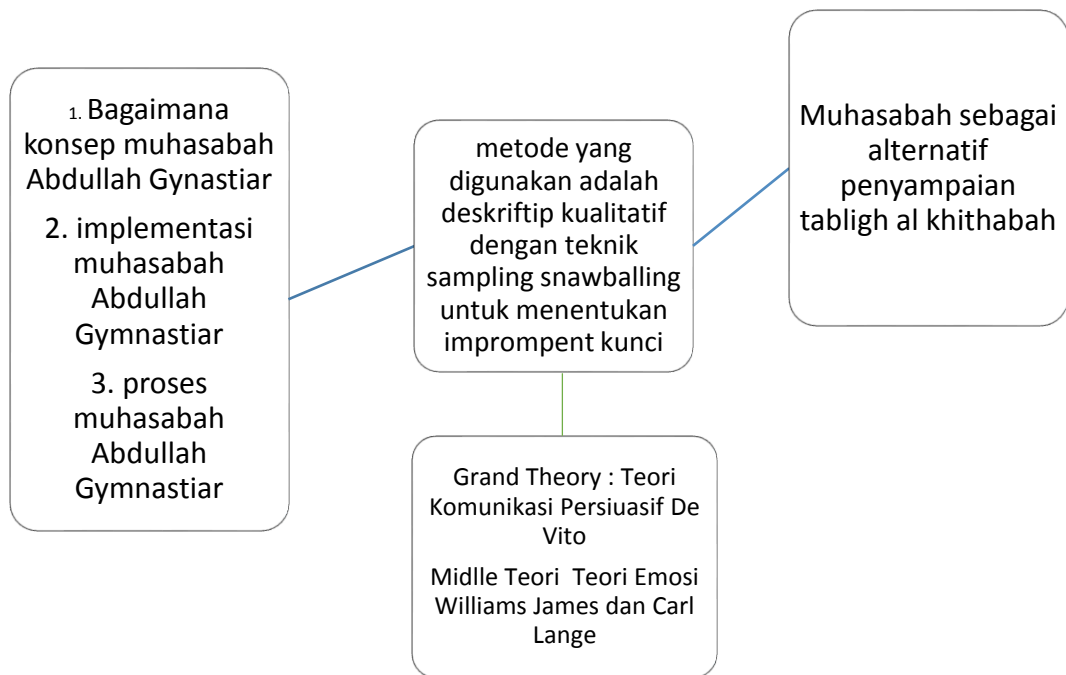 1. Bagaimana
konsep muhasabah
Abdullah Gynastiar
2. implementasi
muhasabah
Abdullah
Gymnastiar
3. proses
muhasabah
Abdullah
Gymnastiar
metode yang
digunakan adalah
deskriftip kualitatif
dengan teknik
sampling snawballing
untuk menentukan
imprompent kunci
Grand Theory : Teori
Komunikasi Persiuasif De
Vito
Midlle Teori Teori Emosi
Williams James dan Carl
Lange
Muhasabah sebagai
alternatif
penyampaian
tabligh al khithabah